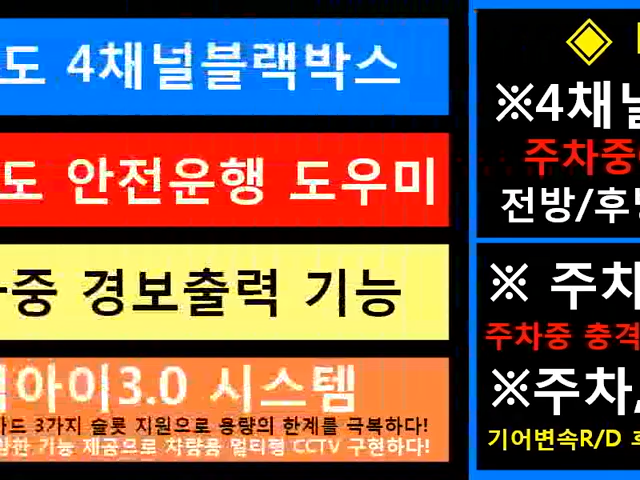 도 4채널블랙박스
도 안전운행 도우미
중 경보출력 기능
아이3.0 시스템
카드 3가지 슬롯 지원으로 용량의 한계를 극복하다!
기능 제공으로 차량용 멀티형 CCTV 구현하다!
※4채널
주차중
전방/후
※ 주차
주차중 충격
※주차
기어변속R/D